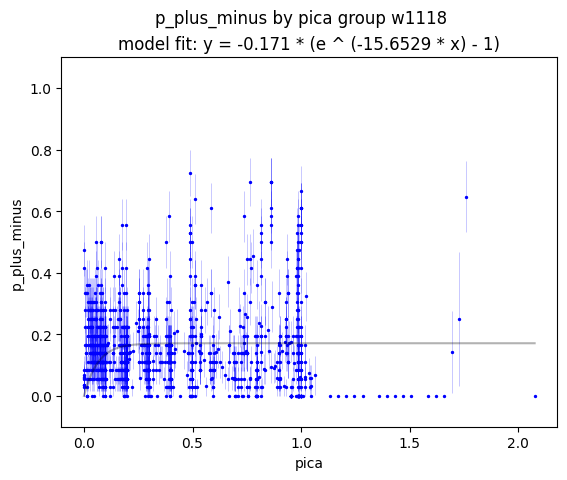 p_plus_minus by pica group w1118
model fit: y = -0.171 * (e ^ (-15.6529 * x) - 1)
1.0
0.8
0.6
0.4
0.2
0.0
p_plus_minus
0.0
0.5
1.0
1.5
2.0
pica